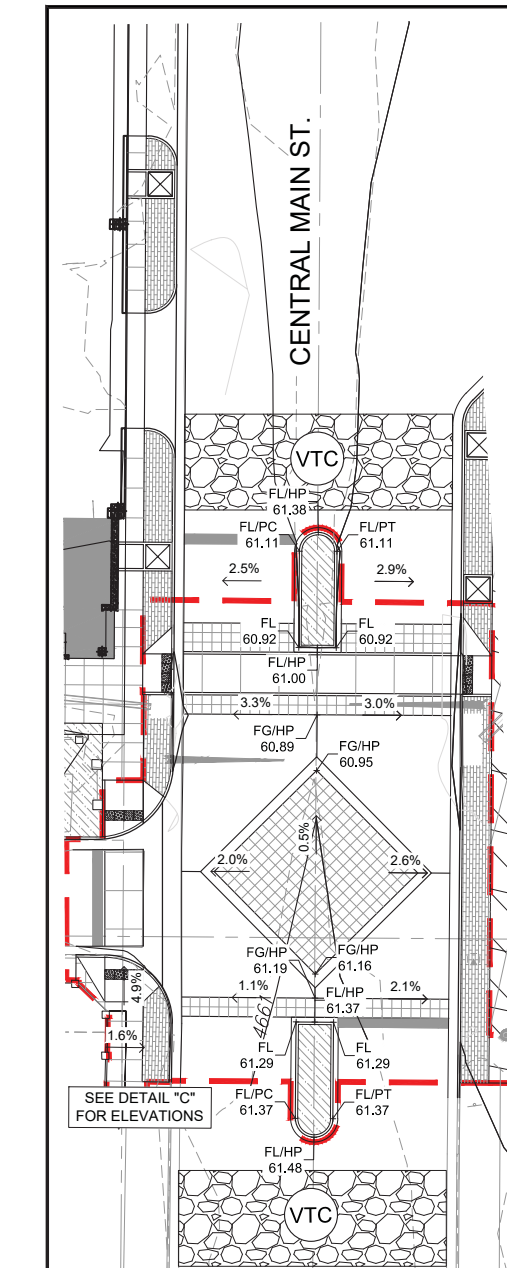 CENTRAL MAIN ST.
VTC
FL/HP
61.38
FL/PC
61.11
FL/PT
61.11
2.5%
2.9%
FL
60.92
FL
60.92
FL/HP
61.00
3.3%
3.0%
FG/HP
60.89
FG/HP
60.95
0.5%
2.0%
2.6%
FG/HP
61.19
FG/HP
61.16
4.9%
1.1%
FL/HP
61.37
2.1%
4661
1.6%
FL
61.29
FL
61.29
SEE DETAIL "C"
FOR ELEVATIONS
FL/PC
61.37
FL/PT
61.37
FL/HP
61.48
VTC